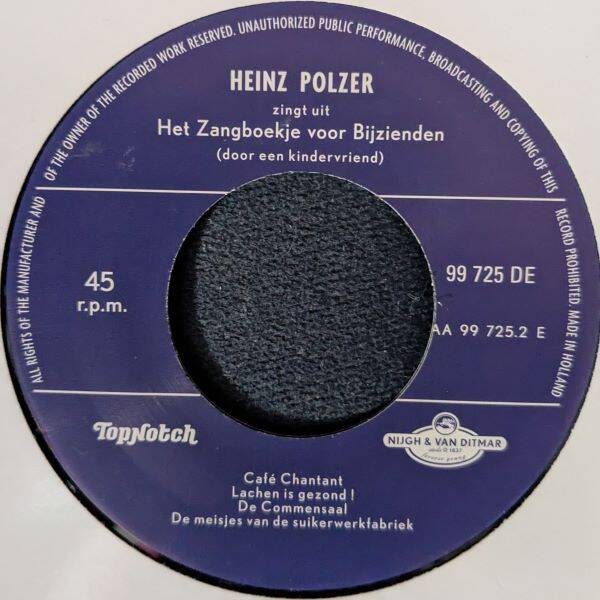 ALL RIGHTS OF THE MANUFACTURER AND OF THE OWNER OF THE RECORDED WORK RESERVED. UNAUTHORIZED PUBLIC PERFORMANCE, BROADCASTING AND COPYING OF THIS RECORD PROHIBITED. MADE IN HOLLAND
HEINZ POLZER
zingt uit
Het Zangboekje voor Bijzienden
(door een kindervriend)
45
r.p.m.
99 725 DE
AA 99 725.2 E
TopNotch
NIJGH & VAN DITMAR
sinds 1837
Café Chantant
Lachen is gezond !
De Commensaal
De meisjes van de suikerwerkfabriek